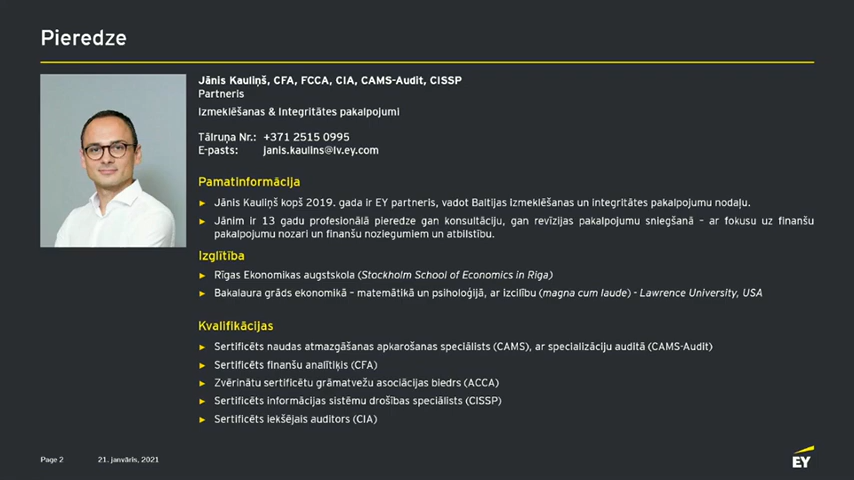 Pieredze
Jānis Kauliņš, CFA, FCCA, CIA, CAMS-Audit, CISSP
Partneris
Izmeklēšanas & Integritātes pakalpojumi
Tālruņa Nr.: +371 2515 0995
E-pasts: janis.kaulins@lv.ey.com
Pamatinformācija
► Jānis Kauliņš kopš 2019. gada ir EY partneris, vadot Baltijas Izmeklēšanas un integritātes pakalpojumu nodaļu.
► Jānim ir 13 gadu profesionālā pieredze gan konsultāciju, gan revīzijas pakalpojumu sniegšanā – ar fokusu uz finanšu
pakalpojumu nozari un finanšu noziegumiem un atbilstību.
Izglītība
► Rīgas Ekonomikas augstskola (Stockholm School of Economics in Riga)
► Bakalaura grāds ekonomikā – matemātikā un psiholoģijā, ar izcilību (magna cum laude) - Lawrence University, USA
Kvalifikācijas
► Sertificēts naudas atmazgāšanas apkarošanas speciālists (CAMS), ar specializāciju auditā (CAMS-Audit)
► Sertificēts finanšu analītiķis (CFA)
► Zvērinātu sertificētu grāmatvežu asociācijas biedrs (ACCA)
► Sertificēts informācijas sistēmu drošības speciālists (CISSP)
► Sertificēts iekšējais auditors (CIA)
Page 2 21. janvāris, 2021
EY